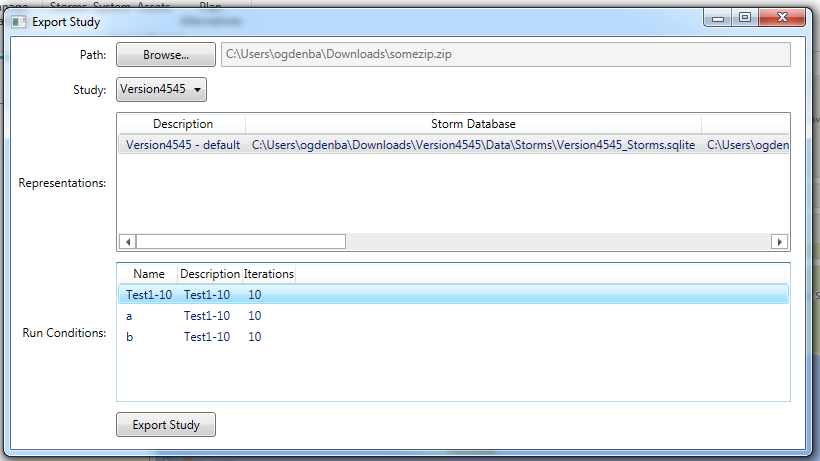 Storms System Assets Plan
Alternatives
Export Study
Path: Browse... C:\Users\ogdenba\Downloads\somezip.zip
Study: Version4545
Description Storm Database
Version4545 - default C:\Users\ogdenba\Downloads\Version4545\Data\Storms\Version4545_Storms.sqlite C:\Users\ogden
Representations:
Name Description Iterations
Test1-10 Test1-10 10
a Test1-10 10
Run Conditions:
b Test1-10 10
Export Study